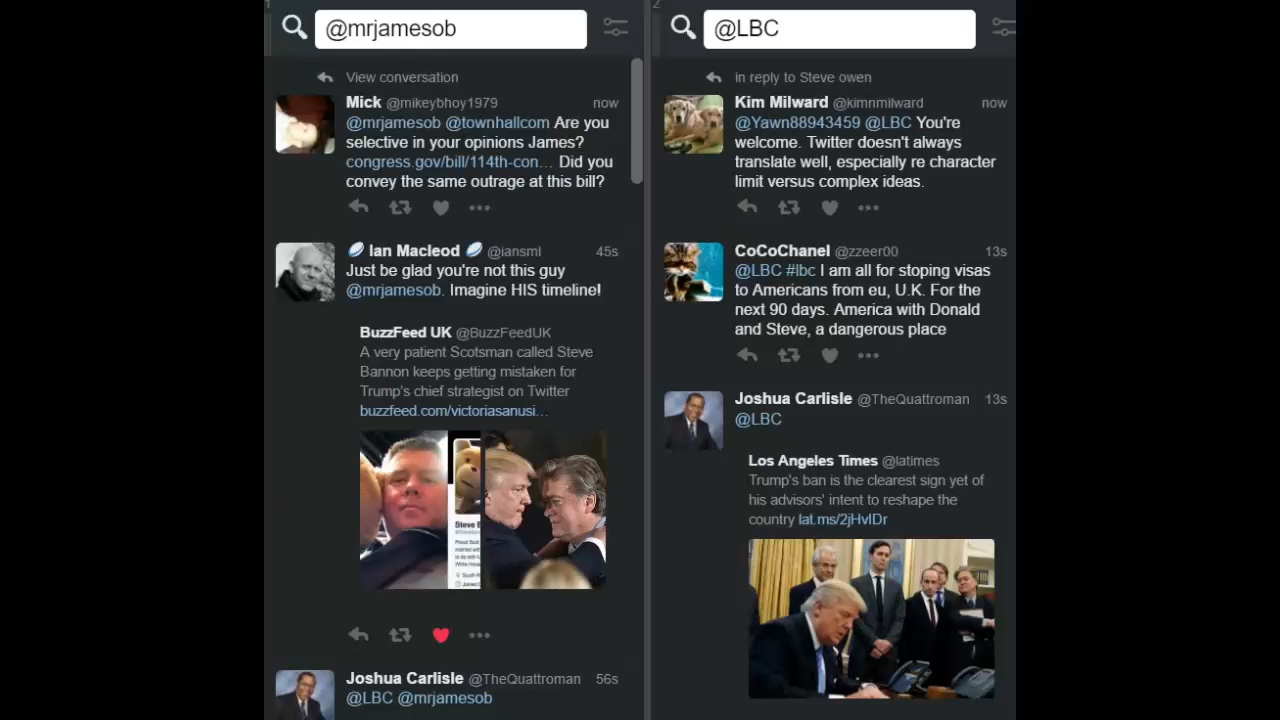 1
@mrjamesob
View conversation
Mick @mikeybhoy1979 now
@mrjamesob @townhallcom Are you
selective in your opinions James?
congress.gov/bill/114th-con... Did you
convey the same outrage at this bill?
Ian Macleod @iansml 45s
Just be glad you're not this guy
@mrjamesob. Imagine HIS timeline!
BuzzFeed UK @BuzzFeedUK
A very patient Scotsman called Steve
Bannon keeps getting mistaken for
Trump's chief strategist on Twitter
buzzfeed.com/victoriasanusi...
Steve
Joshua Carlisle @TheQuattroman 56s
@LBC @mrjamesob
2
@LBC
in reply to Steve owen
Kim Milward @kimnmilward now
@Yawn88943459 @LBC You're
welcome. Twitter doesn't always
translate well, especially re character
limit versus complex ideas.
CoCoChanel @zzeer00 13s
@LBC #lbc I am all for stoping visas
to Americans from eu, U.K. For the
next 90 days. America with Donald
and Steve, a dangerous place
Joshua Carlisle @TheQuattroman 13s
@LBC
Los Angeles Times @latimes
Trump's ban is the clearest sign yet of
his advisors' intent to reshape the
country lat.ms/2jHvIDr